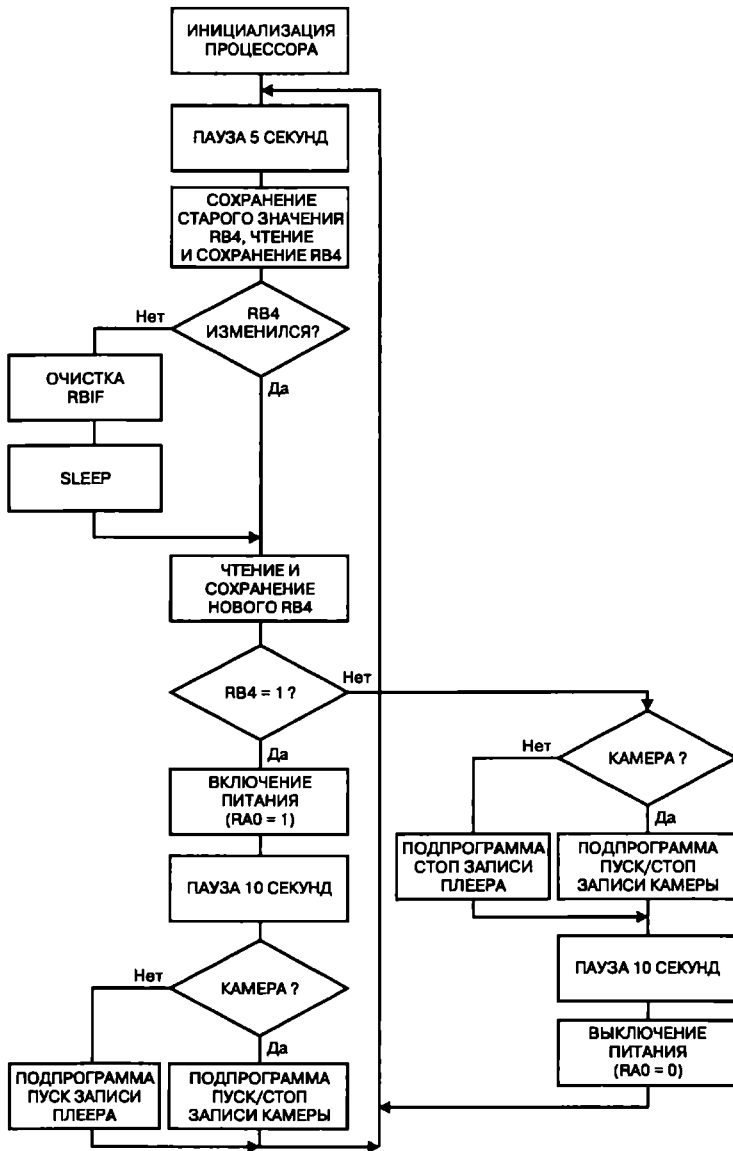 ИНИЦИАЛИЗАЦИЯ
ПРОЦЕССОРА
ПАУЗА 5 СЕКУНД
СОХРАНЕНИЕ
СТАРОГО ЗНАЧЕНИЯ
RB4, ЧТЕНИЕ
И СОХРАНЕНИЕ RB4
Нет
RB4
ИЗМЕНИЛСЯ?
Да
ОЧИСТКА
RBIF
SLEEP
ЧТЕНИЕ И
СОХРАНЕНИЕ
НОВОГО RB4
RB4 = 1 ?
Нет
Да
ВКЛЮЧЕНИЕ
ПИТАНИЯ
(RA0 = 1)
ПАУЗА 10 СЕКУНД
Нет
КАМЕРА ?
Да
ПОДПРОГРАММА
ПУСК ЗАПИСИ
ПЛЕЕРА
ПОДПРОГРАММА
ПУСК/СТОП
ЗАПИСИ КАМЕРЫ
Нет
КАМЕРА ?
Да
ПОДПРОГРАММА
СТОП ЗАПИСИ
ПЛЕЕРА
ПОДПРОГРАММА
ПУСК/СТОП
ЗАПИСИ КАМЕРЫ
ПАУЗА 10 СЕКУНД
ВЫКЛЮЧЕНИЕ
ПИТАНИЯ
(RA0 = 0)